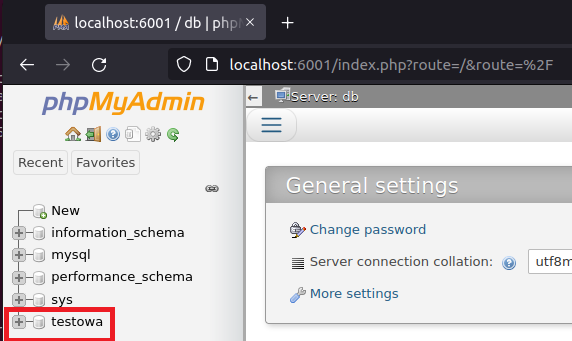 localhost:6001 / db | phpM
localhost:6001/index.php?route=/&route=%2F
phpMyAdmin
Server: db
Recent
Favorites
General settings
New
information_schema
Change password
mysql
Server connection collation:
utf8m
performance_schema
More settings
sys
testowa